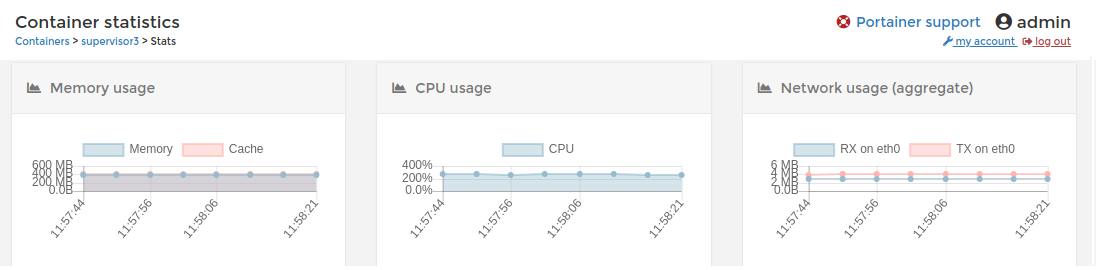 Container statistics
Portainer support admin
Containers > supervisor3 > Stats
my account log out
Memory usage
Memory Cache
600 MB
400 MB
200 MB
0.0B
11:57:44 11:57:56 11:58:06 11:58:21
CPU usage
CPU
400%
200%
0.0%
11:57:44 11:57:56 11:58:06 11:58:21
Network usage (aggregate)
RX on eth0 TX on eth0
6 MB
4 MB
2 MB
0.0B
11:57:44 11:57:56 11:58:06 11:58:21